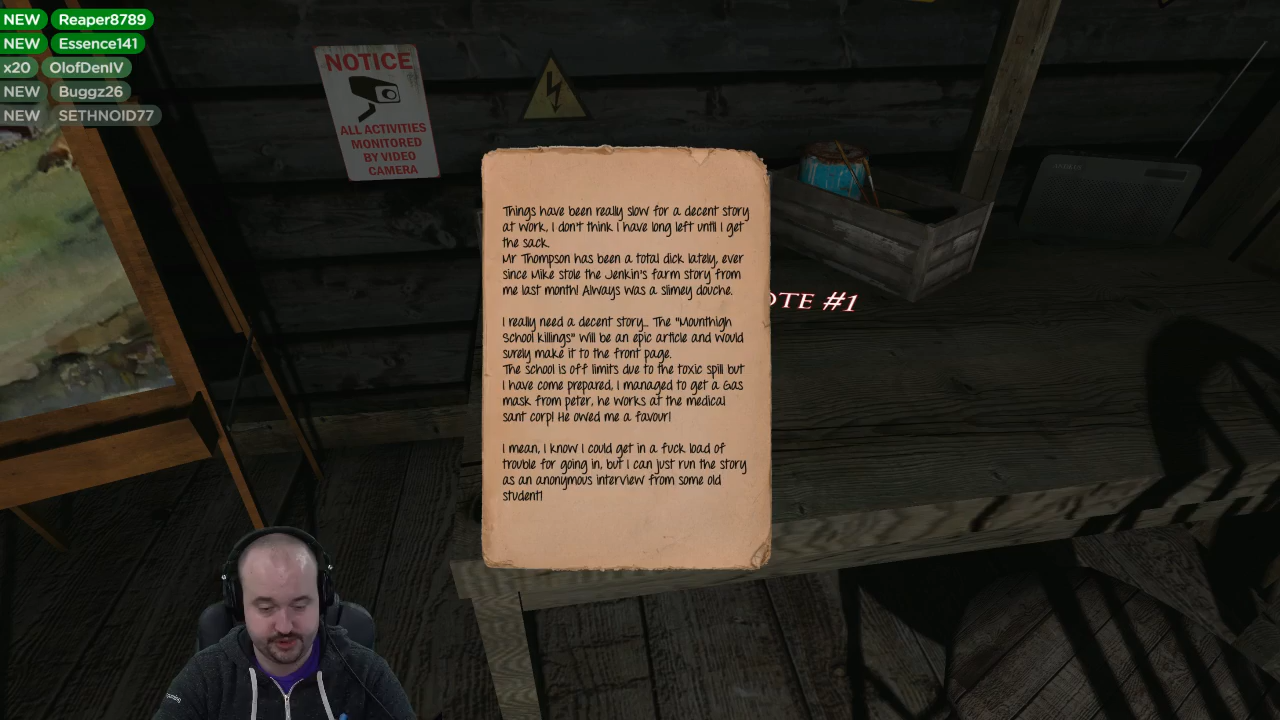 NEW Reaper8789
NEW Essence141
x20 OlofDenIV
NEW Buggz26
NEW SETHNOID77
NOTICE
ALL ACTIVITIES
MONITORED
BY VIDEO
CAMERA
Things have been really slow for a decent story
at work, I don't think I have long left until I get
the sack.
Mr Thompson has been a total dick lately, ever
since Mike stole the Jenkin's farm story from
me last month! Always was a slimey douche.
I really need a decent story... The "Mounthigh
School killings" will be an epic article and would
surely make it to the front page.
The school is off limits due to the toxic spill but
I have come prepared, I managed to get a Gas
mask from peter, he works at the medical
sant corp! He owed me a favour!
I mean, I know I could get in a fuck load of
trouble for going in, but I can just run the story
as an anonymous interview from some old
student!
OTE #1